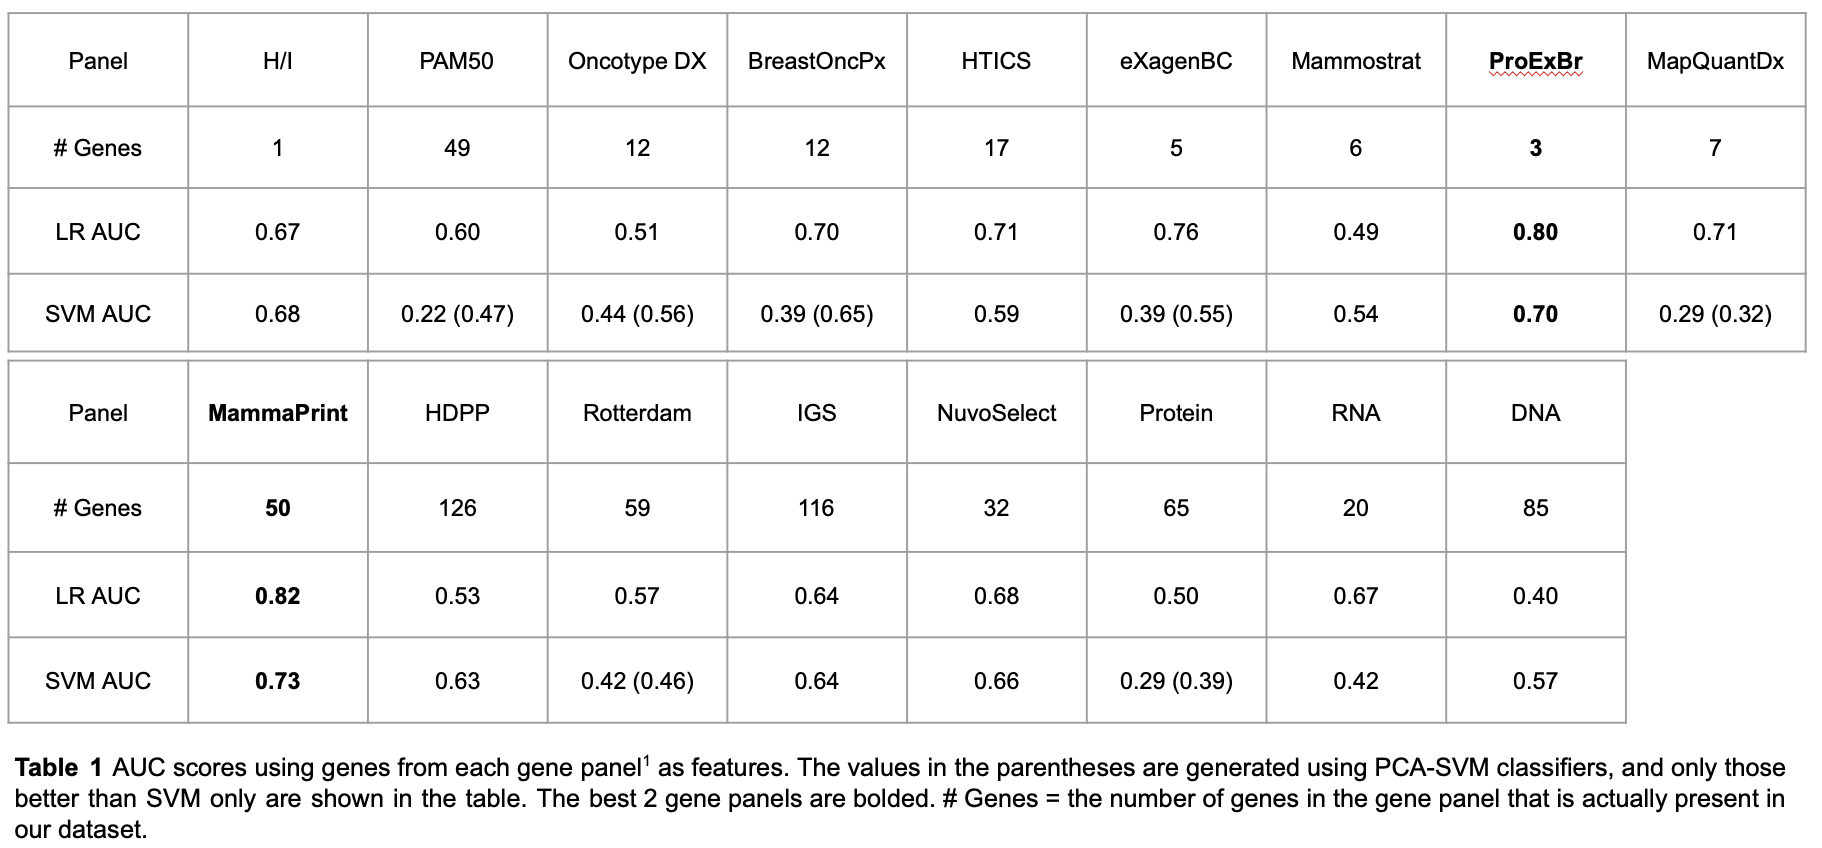 Panel H/I PAM50 Oncotype DX BreastOncPx HTICS eXagenBC Mammostrat ProExBr MapQuantDx
# Genes 1 49 12 12 17 5 6 3 7
LR AUC 0.67 0.60 0.51 0.70 0.71 0.76 0.49 0.80 0.71
SVM AUC 0.68 0.22 (0.47) 0.44 (0.56) 0.39 (0.65) 0.59 0.39 (0.55) 0.54 0.70 0.29 (0.32)
Panel MammaPrint HDPP Rotterdam IGS NuvoSelect Protein RNA DNA
# Genes 50 126 59 116 32 65 20 85
LR AUC 0.82 0.53 0.57 0.64 0.68 0.50 0.67 0.40
SVM AUC 0.73 0.63 0.42 (0.46) 0.64 0.66 0.29 (0.39) 0.42 0.57
Table 1 AUC scores using genes from each gene panel¹ as features. The values in the parentheses are generated using PCA-SVM classifiers, and only those
better than SVM only are shown in the table. The best 2 gene panels are bolded. # Genes = the number of genes in the gene panel that is actually present in
our dataset.